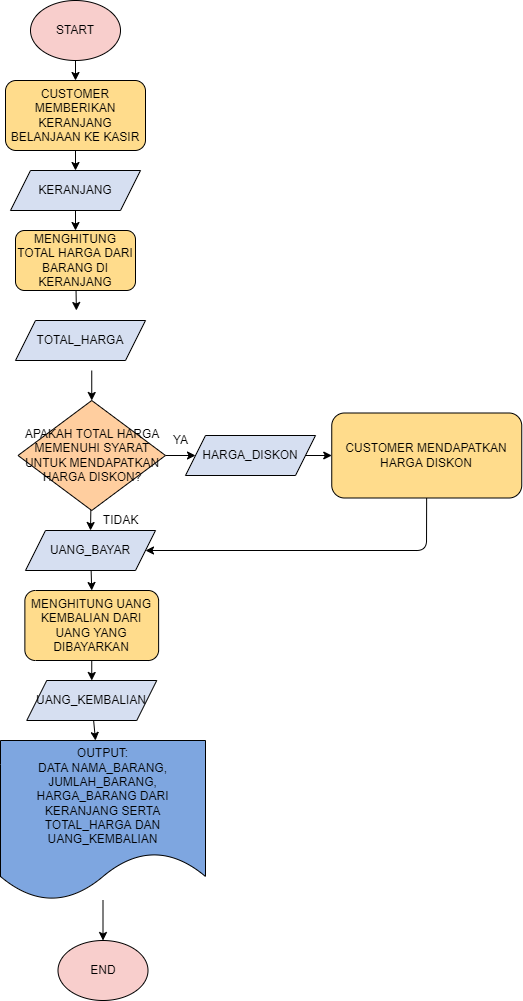 START
CUSTOMER
MEMBERIKAN
KERANJANG
BELANJAAN KE KASIR
KERANJANG
MENGHITUNG
TOTAL HARGA DARI
BARANG DI
KERANJANG
TOTAL_HARGA
APAKAH TOTAL HARGA
MEMENUHI SYARAT
UNTUK MENDAPATKAN
HARGA DISKON?
YA
HARGA_DISKON
CUSTOMER MENDAPATKAN
HARGA DISKON
TIDAK
UANG_BAYAR
MENGHITUNG UANG
KEMBALIAN DARI
UANG YANG
DIBAYARKAN
UANG_KEMBALIAN
OUTPUT:
DATA NAMA_BARANG,
JUMLAH_BARANG,
HARGA_BARANG DARI
KERANJANG SERTA
TOTAL_HARGA DAN
UANG_KEMBALIAN
END